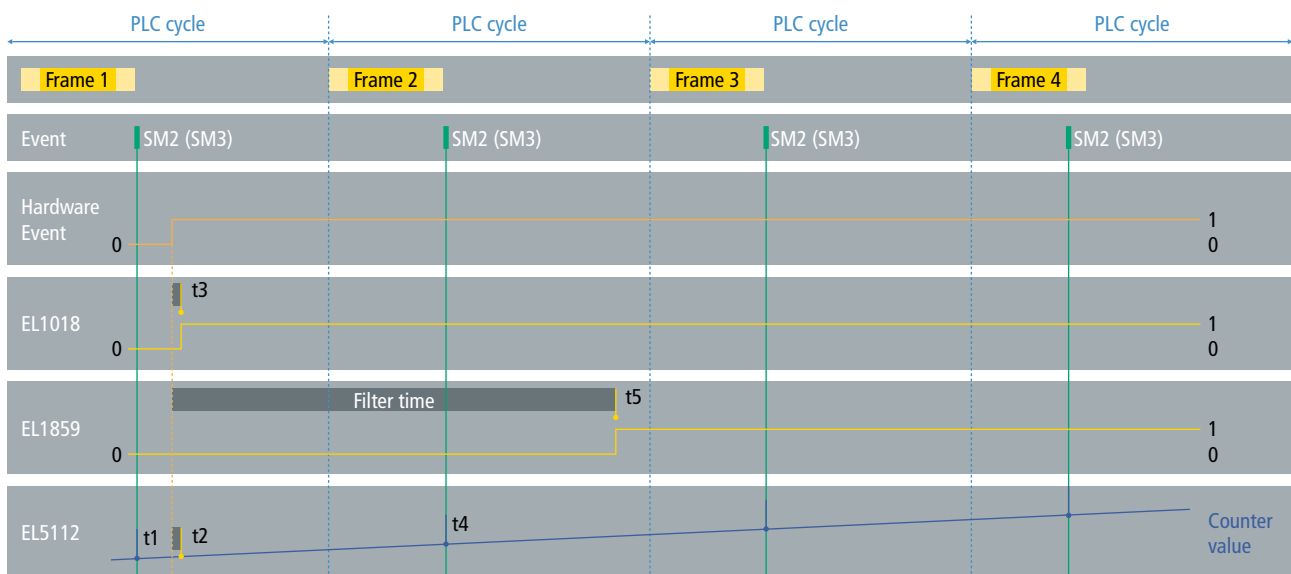 PLC cycle PLC cycle PLC cycle PLC cycle
Frame 1 Frame 2 Frame 3 Frame 4
Event SM2 (SM3) SM2 (SM3) SM2 (SM3) SM2 (SM3)
Hardware
Event
0
1
0
t3
EL1018
0
1
0
Filter time t5
EL1859
0
1
0
EL5112 t1 t2 t4
Counter
value